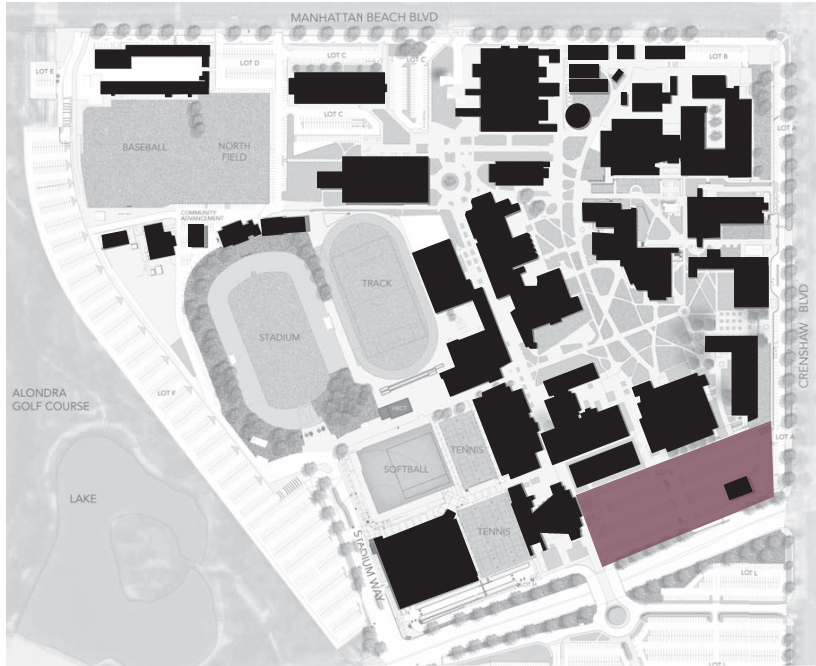 MANHATTAN BEACH BLVD
LOT E
LOT D
LOT C
LOT C
LOT B
LOT C
LOT A
BASEBALL
NORTH
FIELD
COMMUNITY
ADVANCEMENT
TRACK
STADIUM
CRENSHAW BLVD
ALONDRA
GOLF COURSE
LOT F
LOT A
TENNIS
SOFTBALL
LAKE
TENNIS
STADIUM WAY
LOT L
LOT L